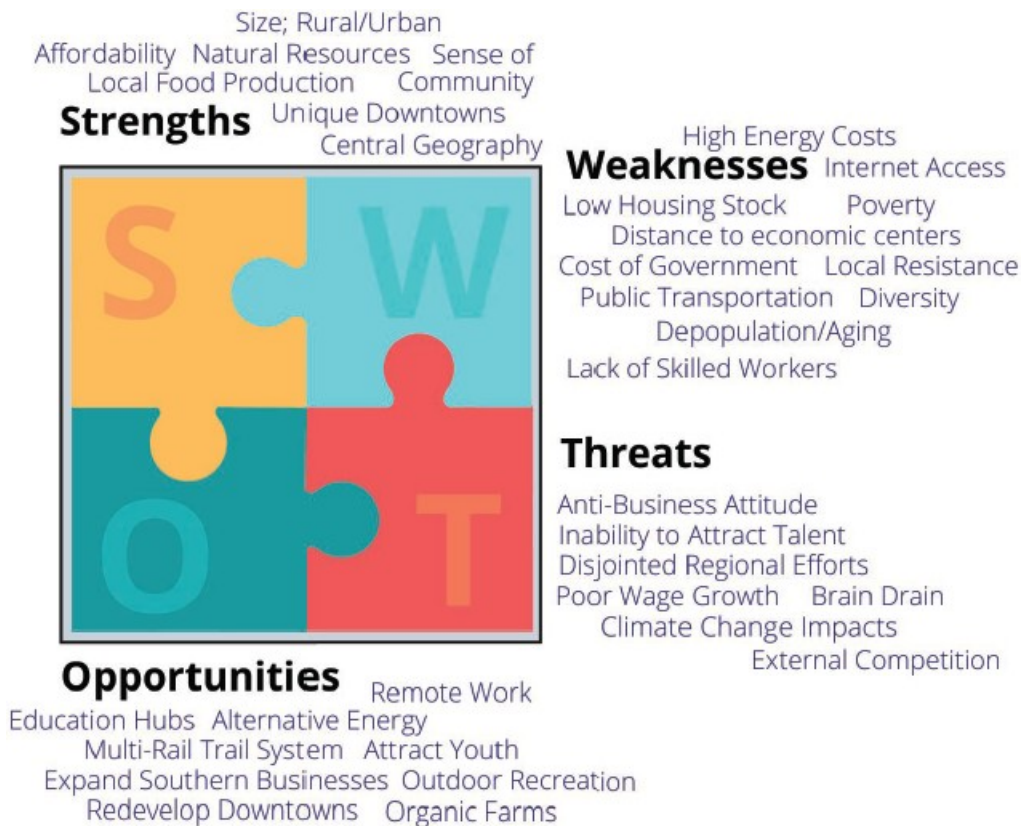 Size; Rural/Urban
Affordability Natural Resources Sense of Community
Local Food Production
Strengths
Unique Downtowns
Central Geography
High Energy Costs
Weaknesses
Internet Access
Low Housing Stock Poverty
Distance to economic centers
Cost of Government Local Resistance
Public Transportation Diversity
Depopulation/Aging
Lack of Skilled Workers
S
W
O
T
Threats
Anti-Business Attitude
Inability to Attract Talent
Disjointed Regional Efforts
Poor Wage Growth Brain Drain
Climate Change Impacts
External Competition
Opportunities
Remote Work
Education Hubs Alternative Energy
Multi-Rail Trail System Attract Youth
Expand Southern Businesses Outdoor Recreation
Redevelop Downtowns Organic Farms